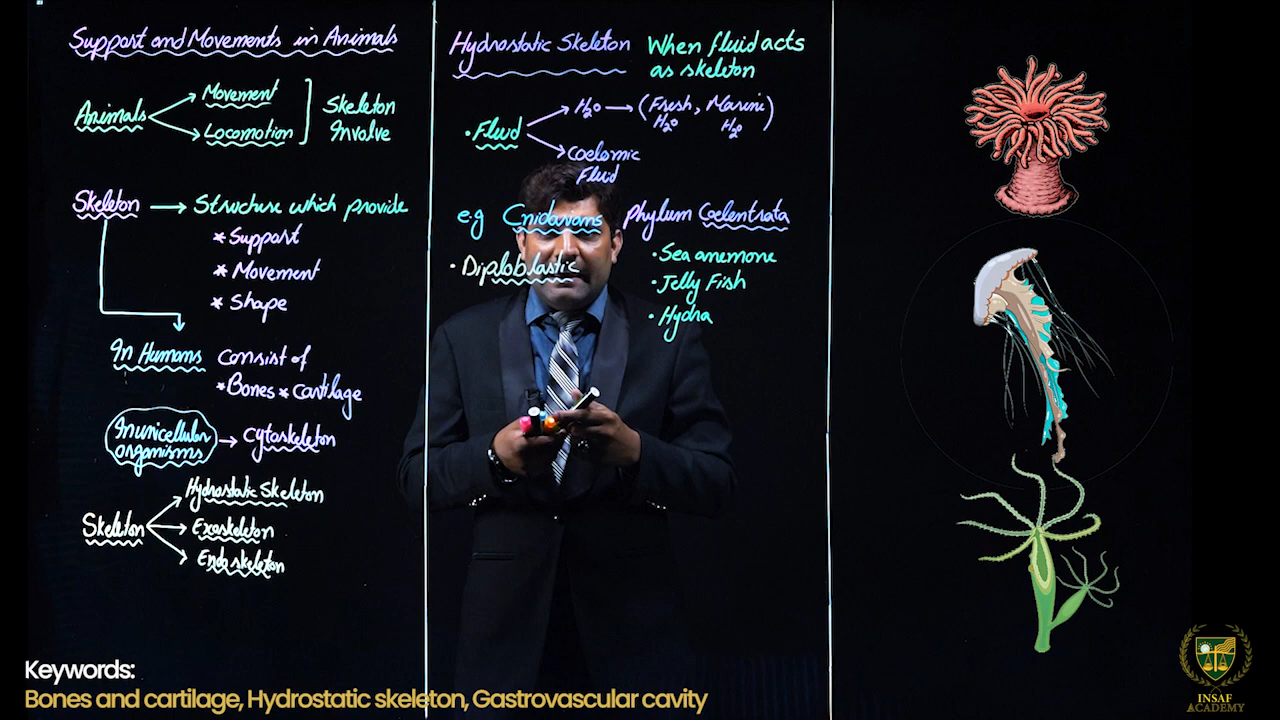 Support and Movements in Animals
Animals
Movement
Locomotion
Skeleton
Involve
Skeleton → Structure which provide
* Support
* Movement
* Shape
In Humans consist of
* Bones * cartilage
In unicellular
organisms → Cytoskeleton
Skeleton
Hydrostatic Skeleton
Exoskeleton
Endoskeleton
Hydrostatic Skeleton When fluid acts
as skeleton
• Fluid
H₂O → (Fresh, Marine)
H₂O H₂O
Coelomic
Fluid
e.g Cnidarians phylum Coelentrata
• Diploblastic
• Sea anemone
• Jelly Fish
• Hydra
Keywords:
Bones and cartilage, Hydrostatic skeleton, Gastrovascular cavity
INSAF
ACADEMY